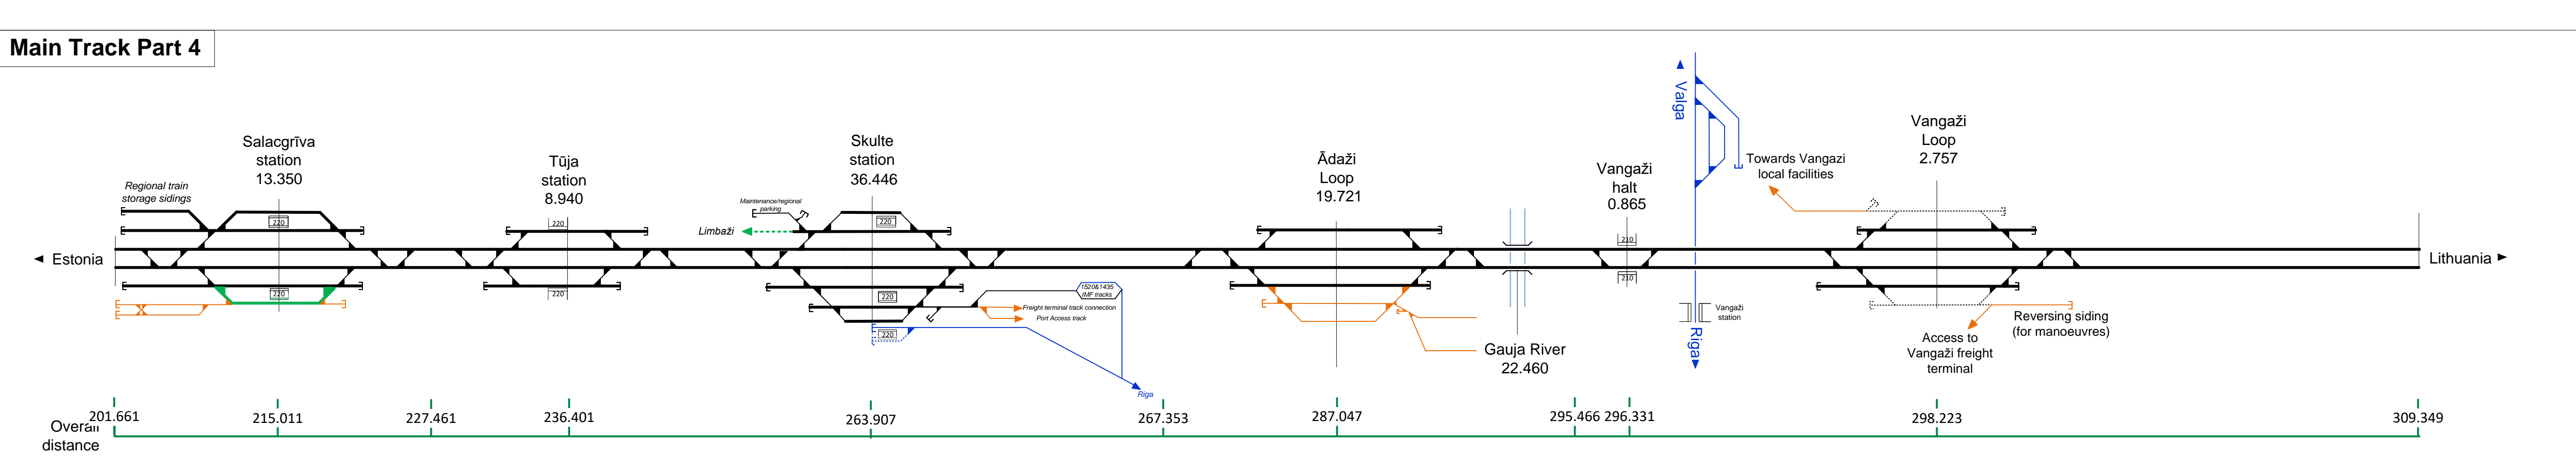 Main Track Part 4
Salacgrīva
station
13.350
Regional train
storage sidings
220
220
Tūja
station
8.940
220
220
Skulte
station
36.446
Maintenance/regional
parking
Limbaži
220
220
220
1520&1435
IMF tracks
Freight terminal track connection
Port Access track
Riga
Ādaži
Loop
19.721
Gauja River
22.460
Vangaži
halt
0.865
210
210
Valga
Riga
Vangaži
station
Towards Vangazi
local facilities
Vangaži
Loop
2.757
Access to
Vangaži freight
terminal
Reversing siding
(for manoeuvres)
Estonia
Lithuania
Overall
distance
201.661
215.011
227.461
236.401
263.907
267.353
287.047
295.466
296.331
298.223
309.349